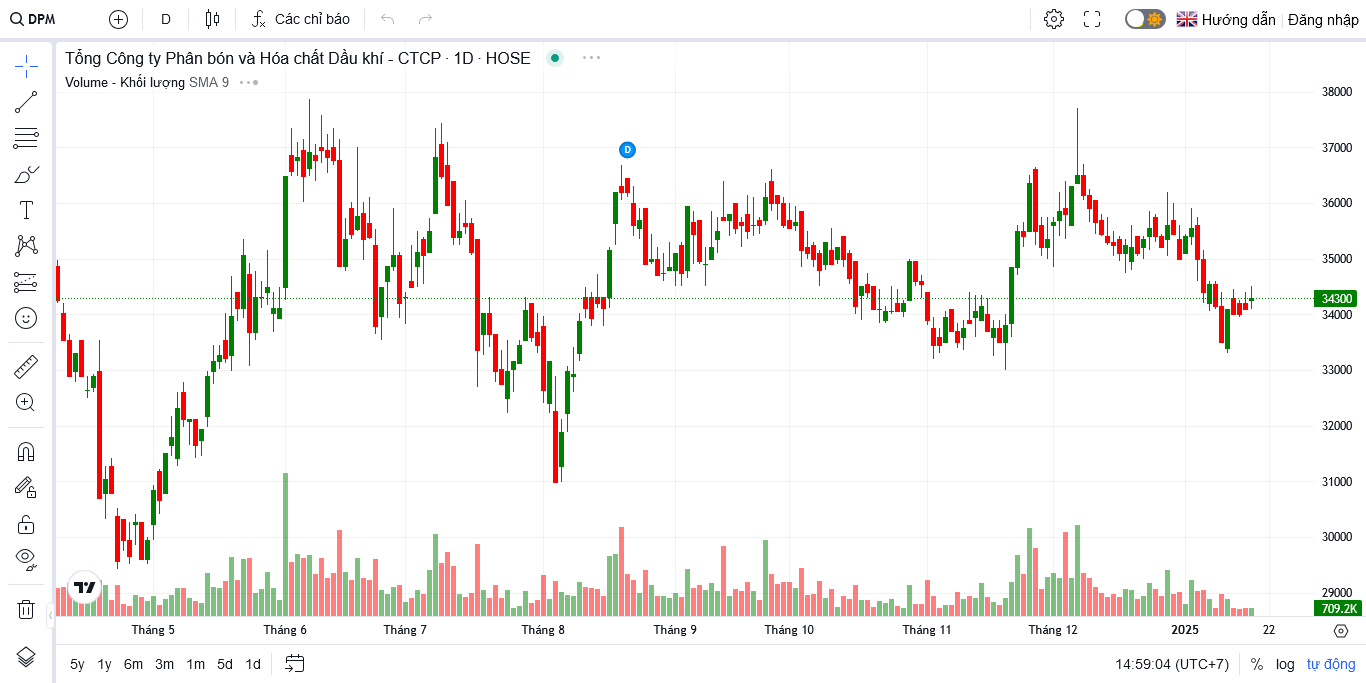 DPM D Các chỉ báo Hướng dẫn Đăng nhập
Tổng Công ty Phân bón và Hóa chất Dầu khí - CTCP · 1D · HOSE
Volume - Khối lượng SMA 9
38000
37000
D
36000
35000
34300
34000
33000
32000
31000
30000
29000
709.2K
Tháng 5 Tháng 6 Tháng 7 Tháng 8 Tháng 9 Tháng 10 Tháng 11 Tháng 12 2025 22
5y 1y 6m 3m 1m 5d 1d 14:59:04 (UTC+7) % log tự động